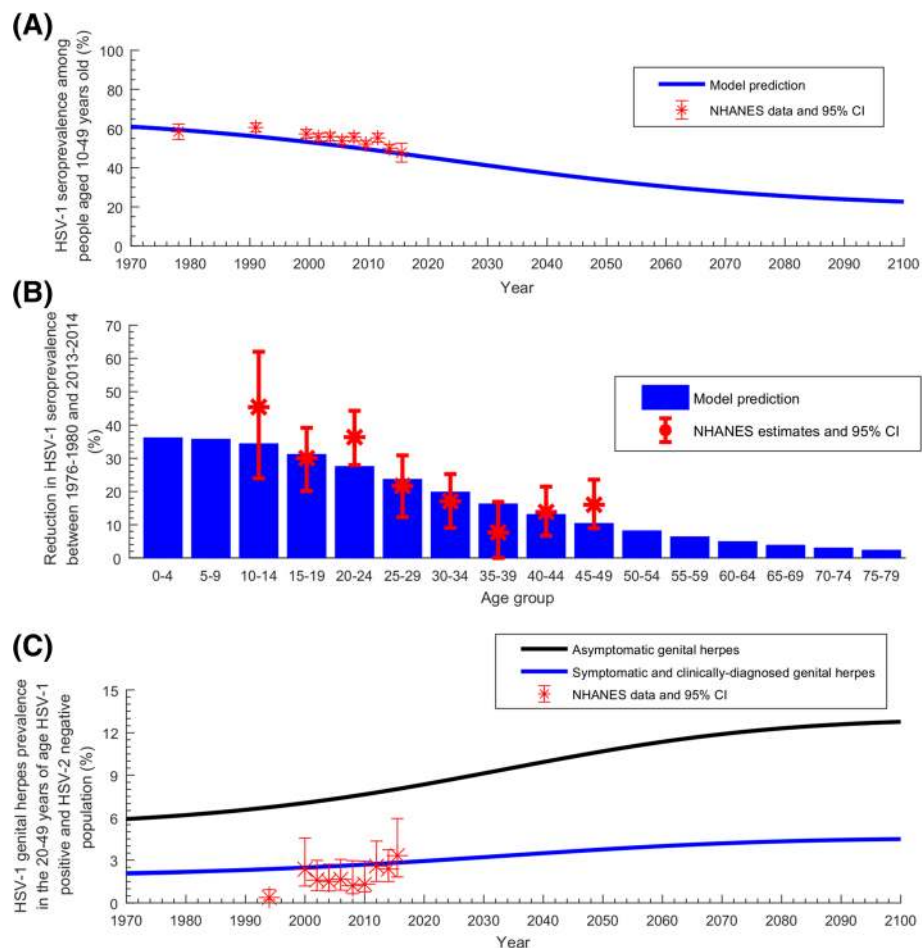 (A)
HSV-1 seroprevalence among
people aged 10-49 years old (%)
100
80
60
40
20
0
Model prediction
NHANES data and 95% CI
1970 1980 1990 2000 2010 2020 2030 2040 2050 2060 2070 2080 2090 2100
Year
(B)
Reduction in HSV-1 seroprevalence
between 1976-1980 and 2013-2014
(%)
70
60
50
40
30
20
10
0
Model prediction
NHANES estimates and 95% CI
0-4 5-9 10-14 15-19 20-24 25-29 30-34 35-39 40-44 45-49 50-54 55-59 60-64 65-69 70-74 75-79
Age group
(C)
Asymptomatic genital herpes
Symptomatic and clinically-diagnosed genital herpes
NHANES data and 95% CI
HSV-1 genital herpes prevalence
in the 20-49 years of age HSV-1
positive and HSV-2 negative
population (%)
15
12
9
6
3
0
1970 1980 1990 2000 2010 2020 2030 2040 2050 2060 2070 2080 2090 2100
Year